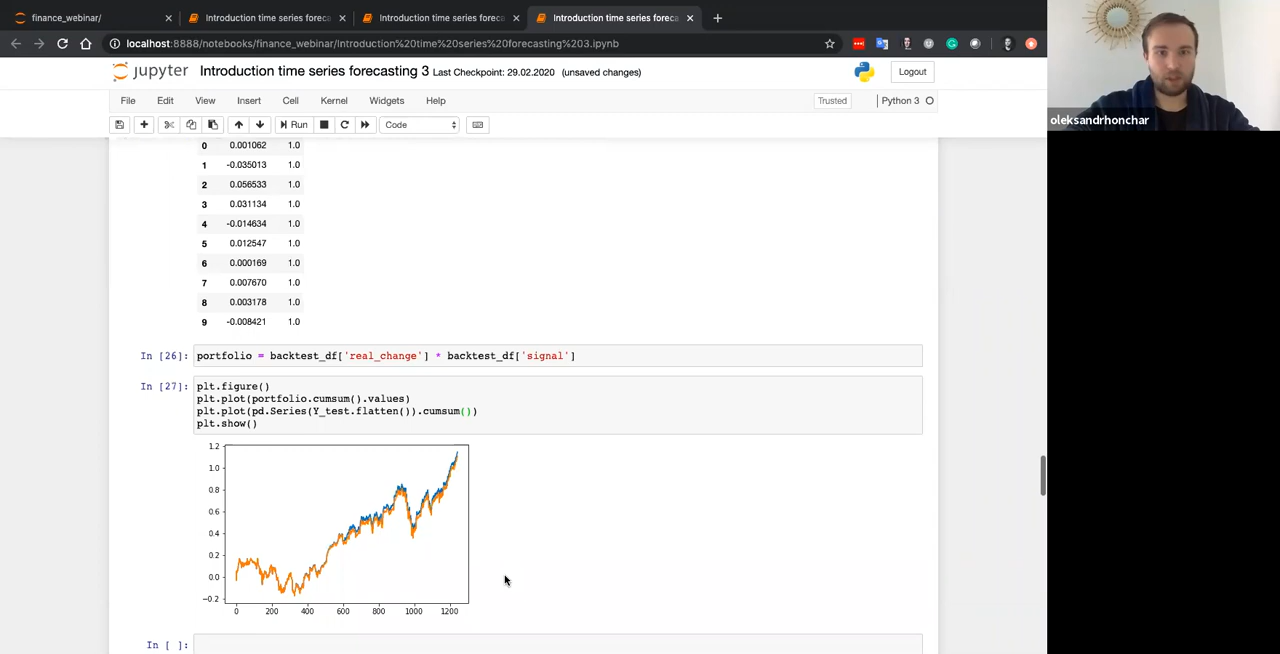 finance_webinar/
Introduction time series foreca
Introduction time series foreca
Introduction time series foreca
localhost:8888/notebooks/finance_webinar/Introduction%20time%20series%20forecasting%203.ipynb
jupyter Introduction time series forecasting 3 Last Checkpoint: 29.02.2020 (unsaved changes)
Logout
File Edit View Insert Cell Kernel Widgets Help
Trusted
Python 3
Run
Code
oleksandrhonchar
0 0.001062 1.0
1 -0.035013 1.0
2 0.056533 1.0
3 0.031134 1.0
4 -0.014634 1.0
5 0.012547 1.0
6 0.000169 1.0
7 0.007670 1.0
8 0.003178 1.0
9 -0.008421 1.0
In [26]: portfolio = backtest_df['real_change'] * backtest_df['signal']
In [27]: plt.figure()
plt.plot(portfolio.cumsum().values)
plt.plot(pd.Series(Y_test.flatten()).cumsum())
plt.show()
1.2
1.0
0.8
0.6
0.4
0.2
0.0
−0.2
0 200 400 600 800 1000 1200
In [ ]: